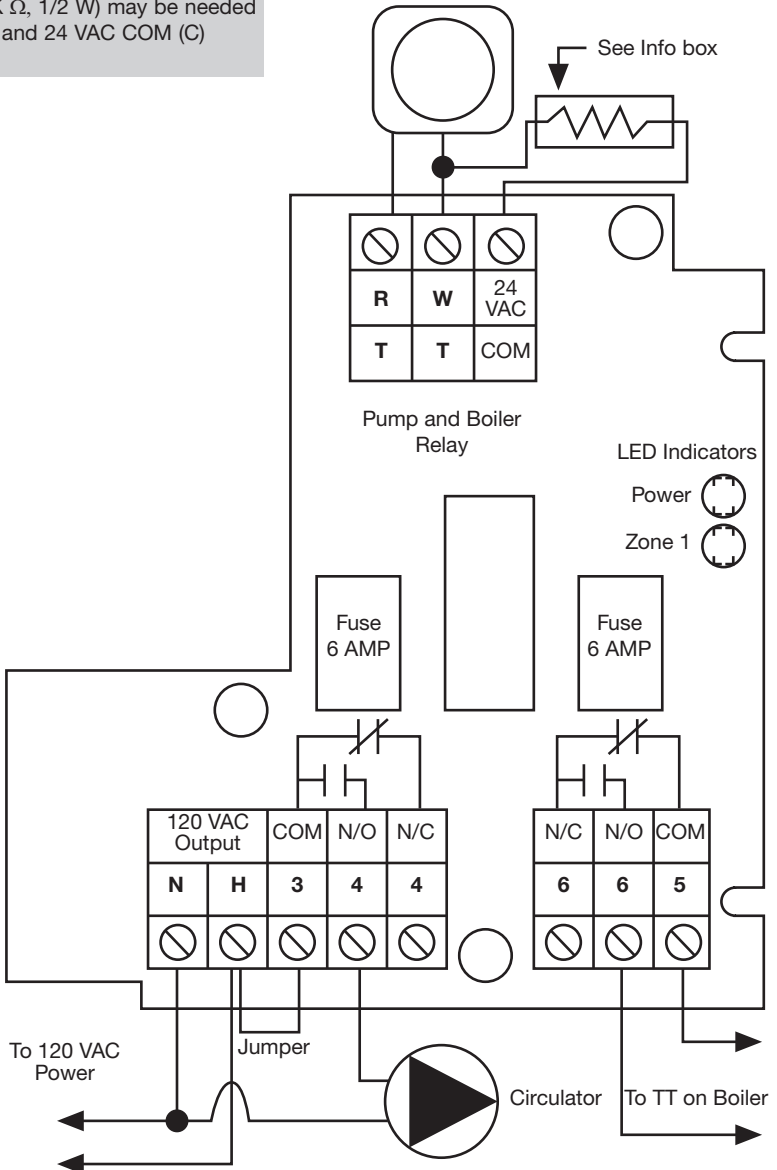 Ω, 1/2 W) may be needed
and 24 VAC COM (C)
See Info box
R W 24 VAC
T T COM
Pump and Boiler
Relay
LED Indicators
Power
Zone 1
Fuse
6 AMP
Fuse
6 AMP
120 VAC
Output
COM N/O N/C
N H 3 4 4
N/C N/O COM
6 6 5
To 120 VAC
Power
Jumper
Circulator
To TT on Boiler